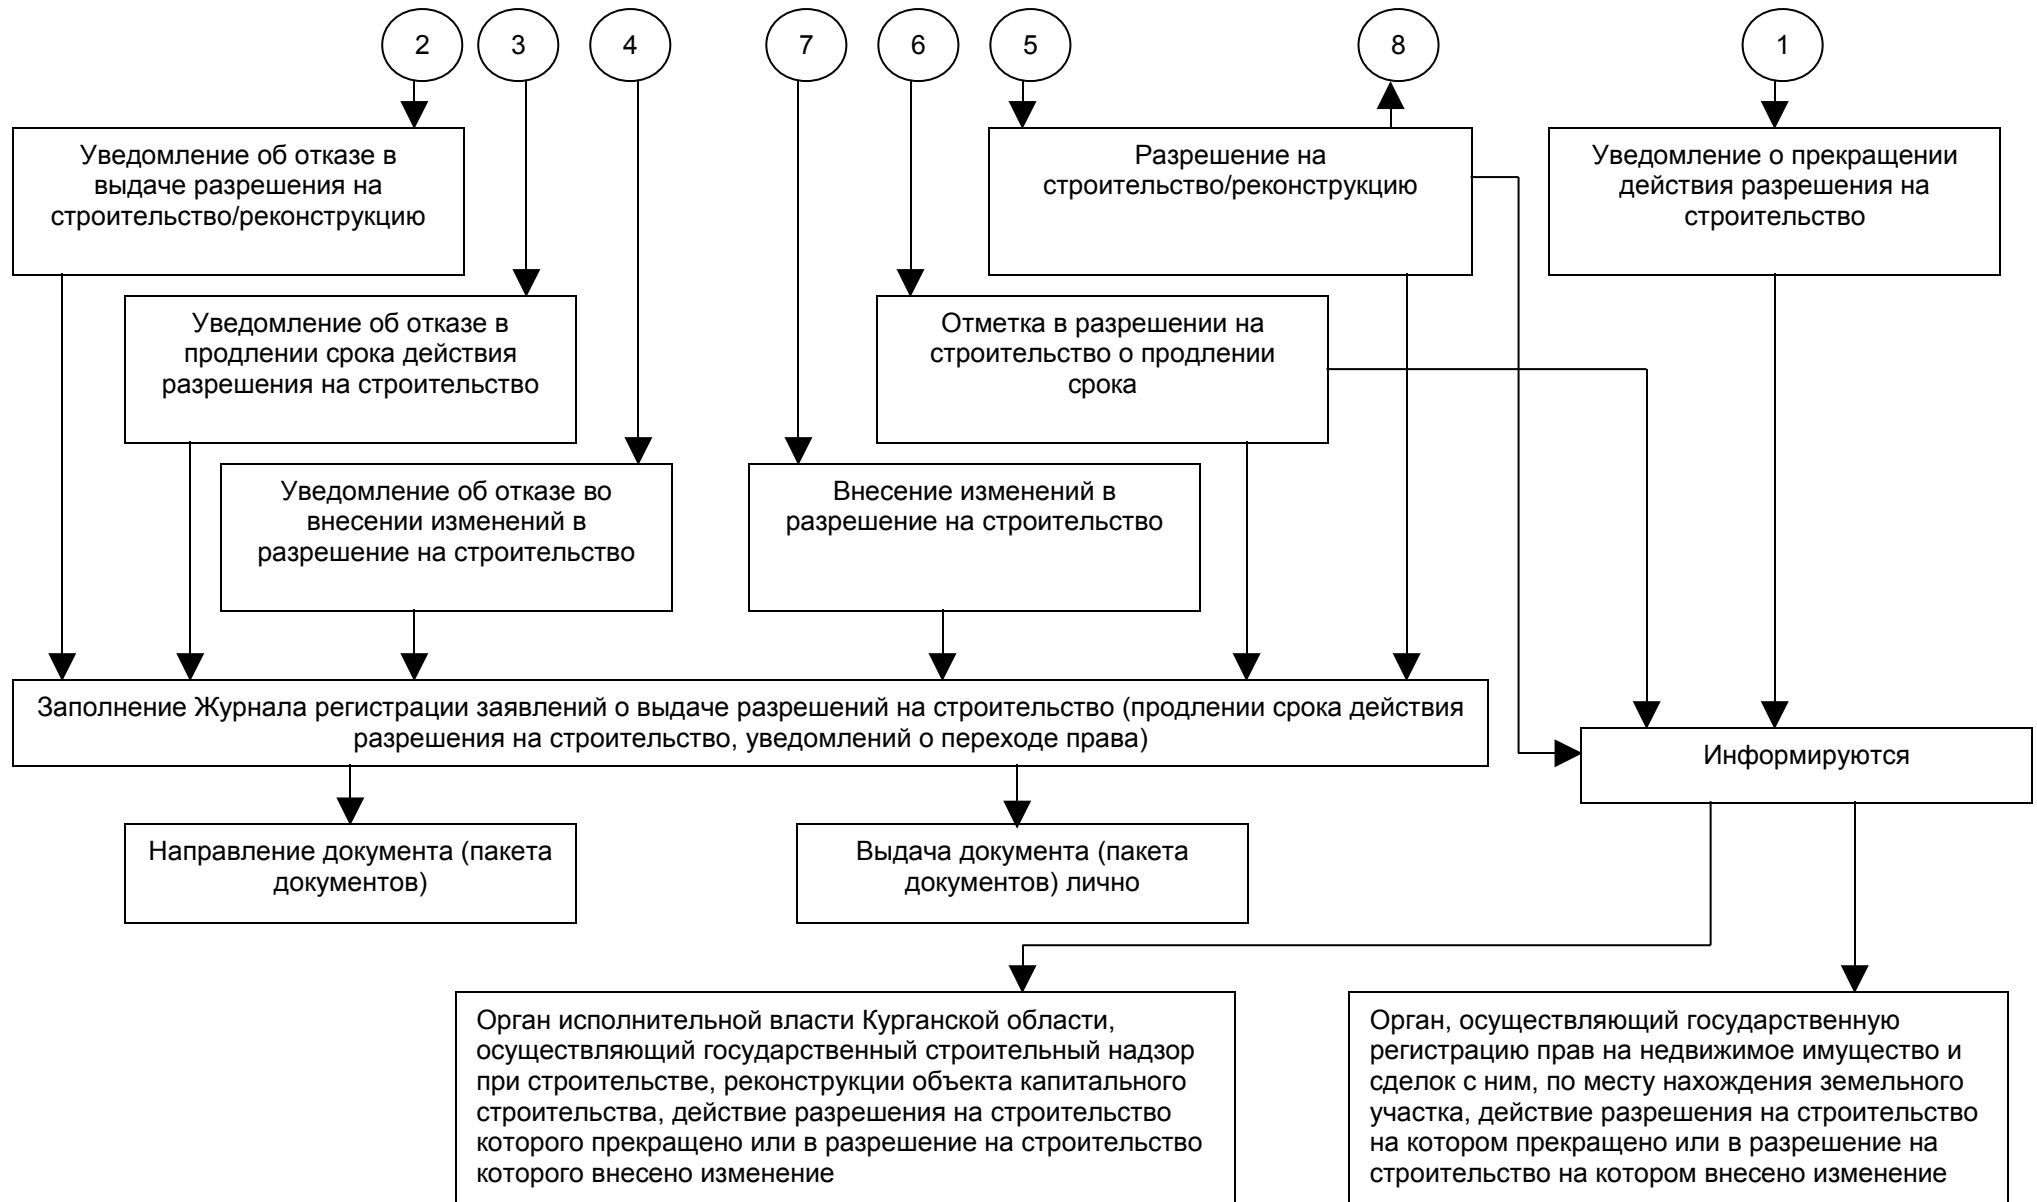 2
3
4
7
6
5
8
1
Уведомление об отказе в
выдаче разрешения на
строительство/реконструкцию
Разрешение на
строительство/реконструкцию
Уведомление о прекращении
действия разрешения на
строительство
Уведомление об отказе в
продлении срока действия
разрешения на строительство
Отметка в разрешении на
строительство о продлении
срока
Уведомление об отказе во
внесении изменений в
разрешение на строительство
Внесение изменений в
разрешение на строительство
Заполнение Журнала регистрации заявлений о выдаче разрешений на строительство (продлении срока действия
разрешения на строительство, уведомлений о переходе права)
Информируются
Направление документа (пакета
документов)
Выдача документа (пакета
документов) лично
Орган исполнительной власти Курганской области,
осуществляющий государственный строительный надзор
при строительстве, реконструкции объекта капитального
строительства, действие разрешения на строительство
которого прекращено или в разрешение на строительство
которого внесено изменение
Орган, осуществляющий государственную
регистрацию прав на недвижимое имущество и
сделок с ним, по месту нахождения земельного
участка, действие разрешения на строительство
на котором прекращено или в разрешение на
строительство на котором внесено изменение